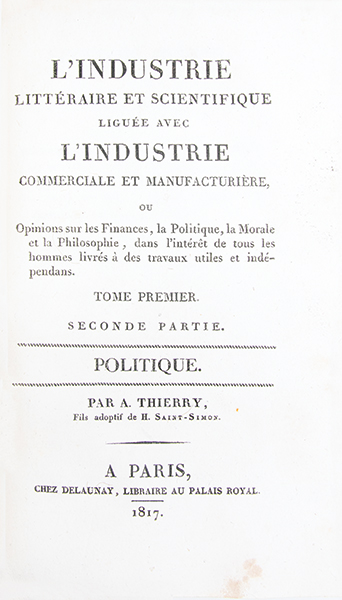 L'INDUSTRIE
LITTÉRAIRE ET SCIENTIFIQUE
LIGUÉE AVEC
L'INDUSTRIE
COMMERCIALE ET MANUFACTURIÈRE,
OU
Opinions sur les Finances, la Politique, la Morale
et la Philosophie, dans l'intérêt de tous les
hommes livrés à des travaux utiles et indé-
pendans.
TOME PREMIER.
SECONDE PARTIE.
POLITIQUE.
PAR A. THIERRY,
Fils adoptif de H. SAINT-SIMON.
A PARIS,
CHEZ DELAUNAY, LIBRAIRE AU PALAIS ROYAL.
1817.